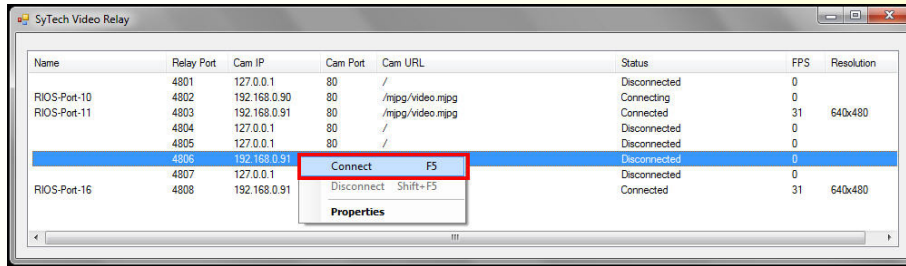 SyTech Video Relay
Name Relay Port Cam IP Cam Port Cam URL Status FPS Resolution
4801 127.0.0.1 80 / Disconnected 0
RIOS-Port-10 4802 192.168.0.90 80 /mjpg/video.mjpg Connecting 0
RIOS-Port-11 4803 192.168.0.91 80 /mjpg/video.mjpg Connected 31 640x480
4804 127.0.0.1 80 / Disconnected 0
4805 127.0.0.1 80 / Disconnected 0
4806 192.168.0.91 Disconnected 0
Connect F5
4807 127.0.0.1 Disconnected 0
Disconnect Shift+F5
RIOS-Port-16 4808 192.168.0.91 Connected 31 640x480
Properties